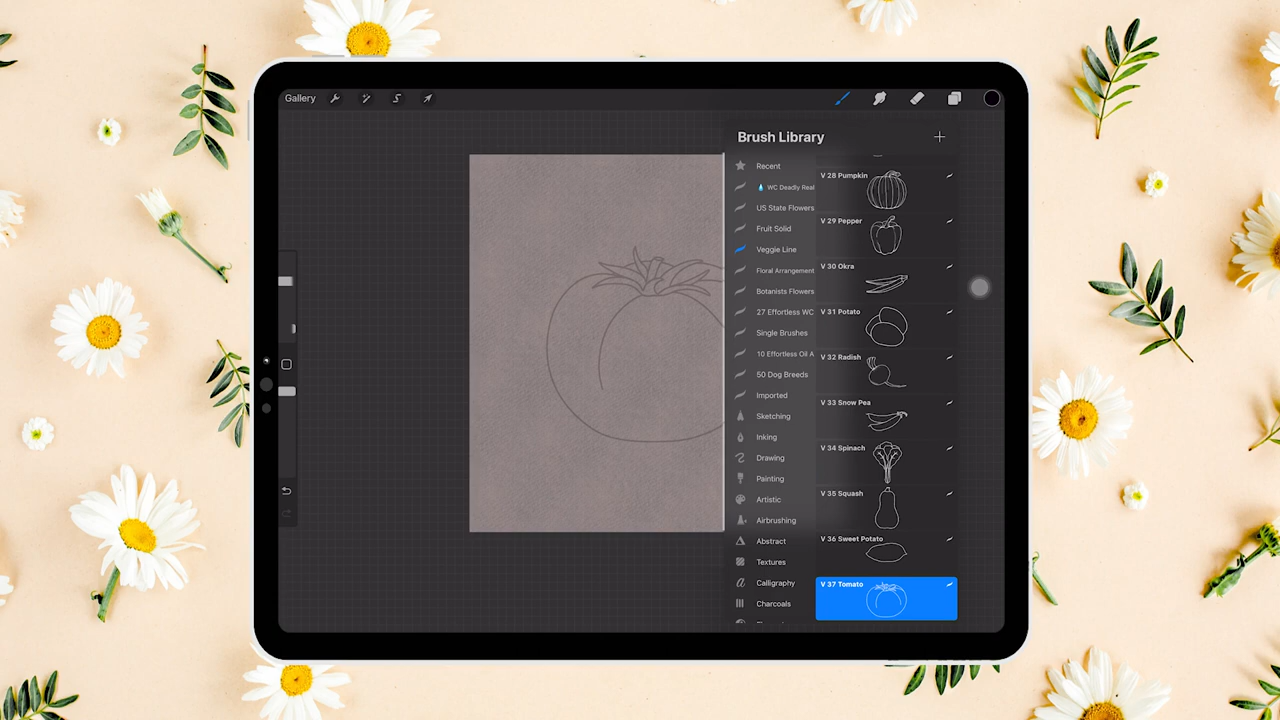 Gallery
Brush Library
Recent
WC Deadly Real
US State Flowers
Fruit Solid
Veggie Line
Floral Arrangement
Botanists Flowers
27 Effortless WC
Single Brushes
10 Effortless Oil A
50 Dog Breeds
Imported
Sketching
Inking
Drawing
Painting
Artistic
Airbrushing
Abstract
Textures
Calligraphy
Charcoals
V 28 Pumpkin
V 29 Pepper
V 30 Okra
V 31 Potato
V 32 Radish
V 33 Snow Pea
V 34 Spinach
V 35 Squash
V 36 Sweet Potato
V 37 Tomato